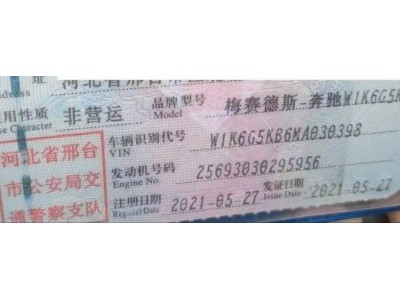 址 河北省邢台
使用性质 非营运 品牌型号 梅赛德斯-奔驰W1K6G5K
Use Character Model
车辆识别代号 W1K6G5KB6MA030398
VIN
河北省邢台
市公安局交
通警察支队
发动机号码 25693030295956
Engine No.
注册日期 2021-05-27 发证日期 2021-05-27
Register Date Issue Date